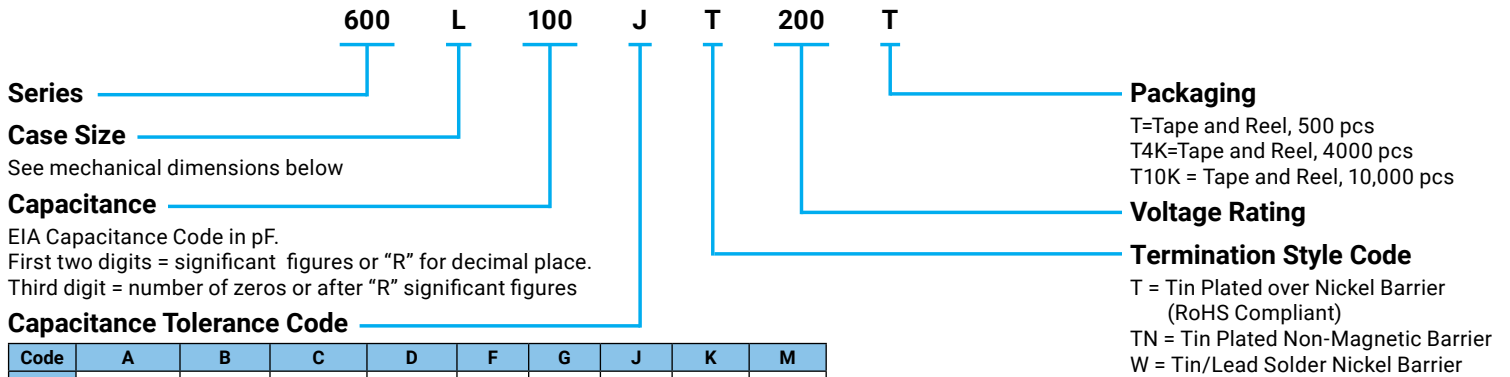 600 L 100 J T 200 T
Series
Case Size
See mechanical dimensions below
Capacitance
EIA Capacitance Code in pF.
First two digits = significant figures or “R” for decimal place.
Third digit = number of zeros or after “R” significant figures
Capacitance Tolerance Code
Code A B C D F G J K M
Packaging
T=Tape and Reel, 500 pcs
T4K=Tape and Reel, 4000 pcs
T10K = Tape and Reel, 10,000 pcs
Voltage Rating
Termination Style Code
T = Tin Plated over Nickel Barrier
(RoHS Compliant)
TN = Tin Plated Non-Magnetic Barrier
W = Tin/Lead Solder Nickel Barrier